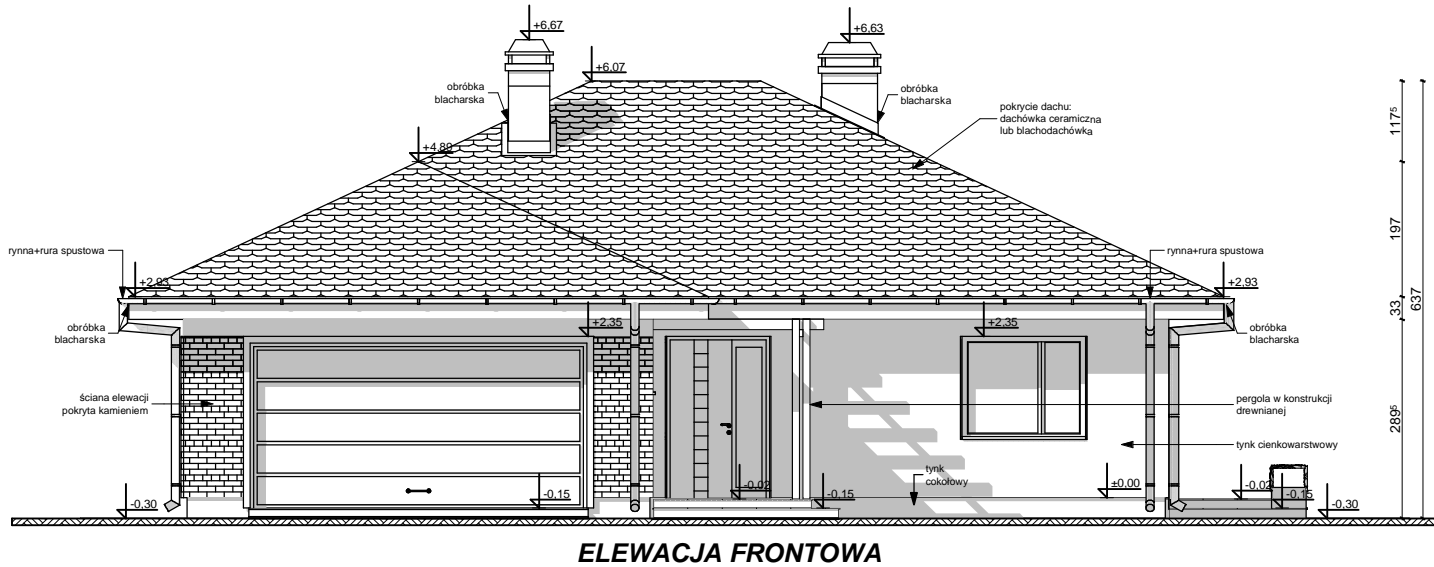 +6,67
+6,63
+6,07
obróbka
blacharska
obróbka
blacharska
pokrycie dachu:
dachówka ceramiczna
lub blachodachówka
117⁵
+4,89
197
rynna+rura spustowa
rynna+rura spustowa
+2,93
+2,93
33
637
obróbka
blacharska
+2,35
+2,35
obróbka
blacharska
ściana elewacji
pokryta kamieniem
pergola w konstrukcji
drewnianej
289⁵
tynk cienkowarstwowy
tynk
cokołowy
-0,30
-0,15
-0,02
-0,15
±0,00
-0,02
-0,15
-0,30
ELEWACJA FRONTOWA